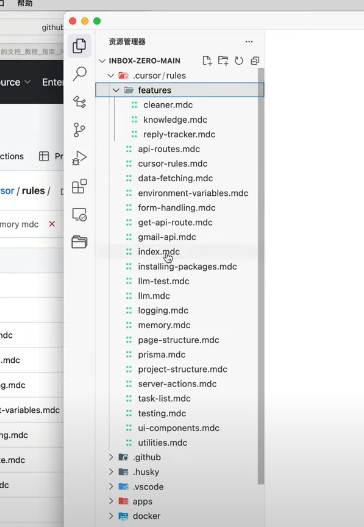 帮助
github
的文档_教程_指南_
资源管理器
ource
Ente
INBOX-ZERO-MAIN
.cursor/rules
features
cleaner.mdc
knowledge.mdc
reply-tracker.mdc
api-routes.mdc
ctions
Pr
cursor-rules.mdc
data-fetching.mdc
sor / rules /
environment-variables.mdc
form-handling.mdc
get-api-route.mdc
mory mdc
gmail-api.mdc
index.mdc
installing-packages.mdc
llm-test.mdc
llm.mdc
logging.mdc
memory.mdc
ndc
page-structure.mdc
.mdc
prisma.mdc
project-structure.mdc
g.mdc
server-actions.mdc
task-list.mdc
t-variables.mdc
testing.mdc
ui-components.mdc
ng.mdc
utilities.mdc
.github
te.mdc
.husky
.vscode
dc
apps
docker